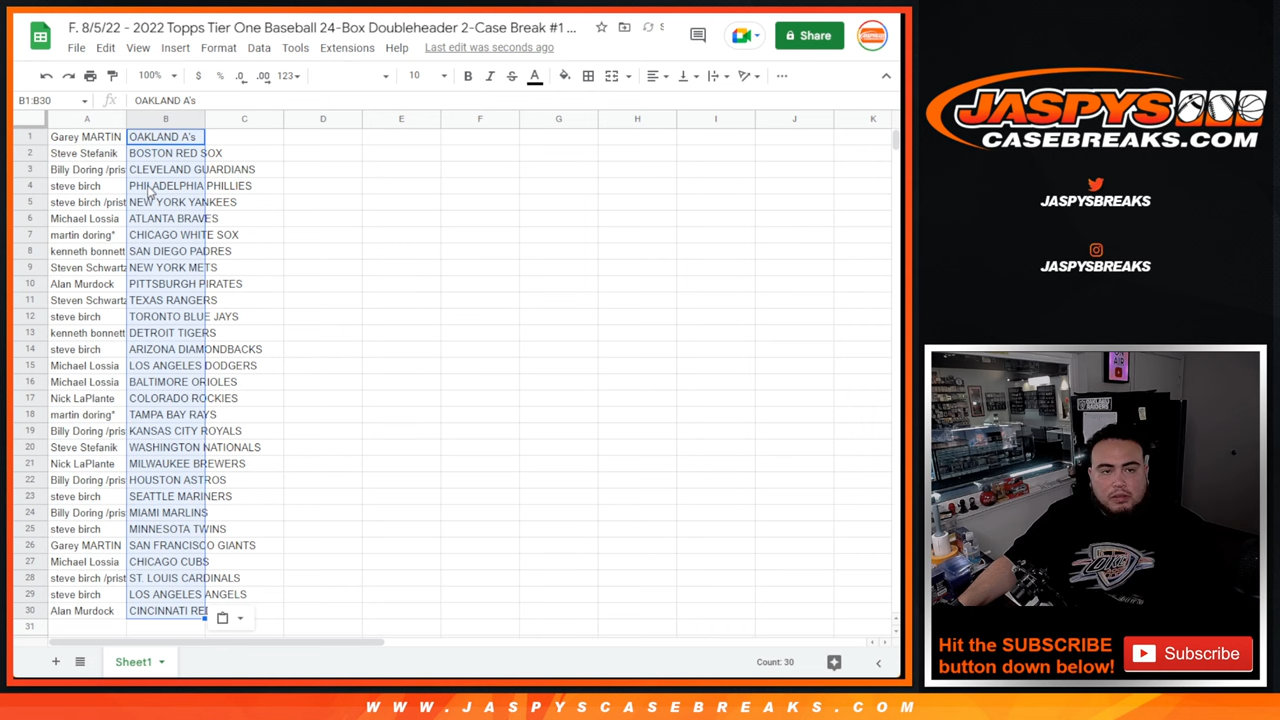 F. 8/5/22 - 2022 Topps Tier One Baseball 24-Box Doubleheader 2-Case Break #1 ...
File Edit View Insert Format Data Tools Extensions Help Last edit was seconds ago
Share
100% $ % .0 .00 123 10 B I S A
B1:B30 fx OAKLAND A's
A B C D E F G H I J K
1 Garey MARTIN OAKLAND A's
2 Steve Stefanik BOSTON RED SOX
3 Billy Doring /pris CLEVELAND GUARDIANS
4 steve birch PHILADELPHIA PHILLIES
5 steve birch /prist NEW YORK YANKEES
6 Michael Lossia ATLANTA BRAVES
7 martin doring* CHICAGO WHITE SOX
8 kenneth bonnett SAN DIEGO PADRES
9 Steven Schwartz NEW YORK METS
10 Alan Murdock PITTSBURGH PIRATES
11 Steven Schwartz TEXAS RANGERS
12 steve birch TORONTO BLUE JAYS
13 kenneth bonnett DETROIT TIGERS
14 steve birch ARIZONA DIAMONDBACKS
15 Michael Lossia LOS ANGELES DODGERS
16 Michael Lossia BALTIMORE ORIOLES
17 Nick LaPlante COLORADO ROCKIES
18 martin doring* TAMPA BAY RAYS
19 Billy Doring /pris KANSAS CITY ROYALS
20 Steve Stefanik WASHINGTON NATIONALS
21 Nick LaPlante MILWAUKEE BREWERS
22 Billy Doring /pris HOUSTON ASTROS
23 steve birch SEATTLE MARINERS
24 Billy Doring /pris MIAMI MARLINS
25 steve birch MINNESOTA TWINS
26 Garey MARTIN SAN FRANCISCO GIANTS
27 Michael Lossia CHICAGO CUBS
28 steve birch /prist ST. LOUIS CARDINALS
29 steve birch LOS ANGELES ANGELS
30 Alan Murdock CINCINNATI RE
31
Sheet1 Count: 30
JASPYS
CASEBREAKS.COM
JASPYSBREAKS
JASPYSBREAKS
OKC
Hit the SUBSCRIBE
button down below!
Subscribe
WWW.JASPYSCASEBREAKS.COM